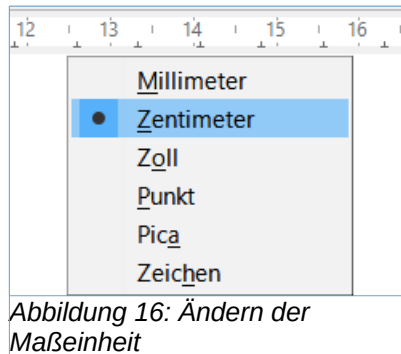 12 13 14 15 16
Millimeter
Zentimeter
Zoll
Punkt
Pica
Zeichen
Abbildung 16: Ändern der
Maßeinheit